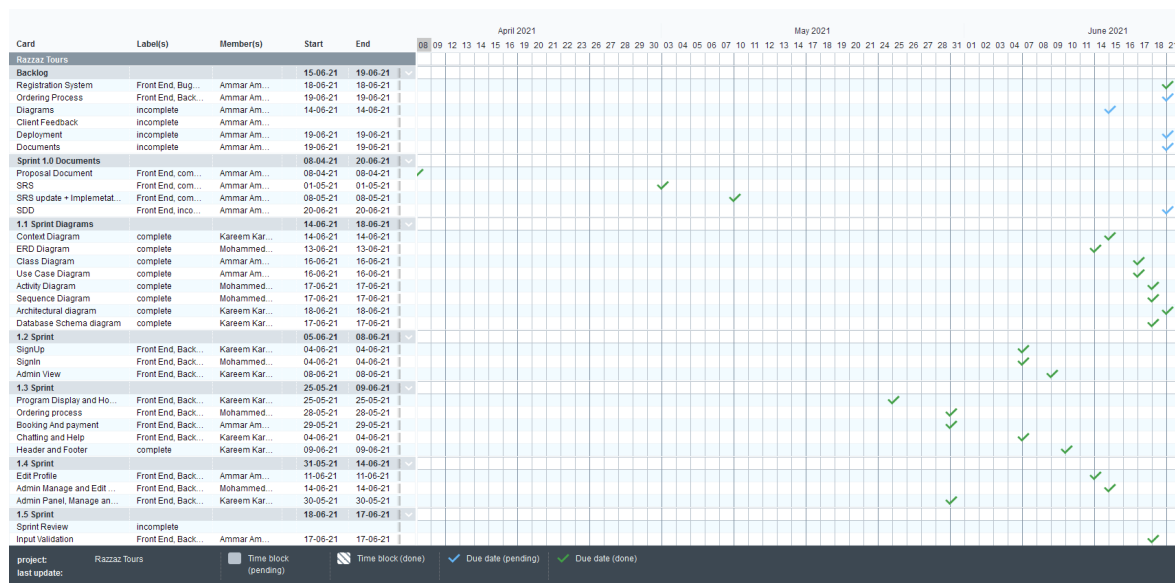 April 2021 May 2021 June 2021
Card Label(s) Member(s) Start End 08 09 12 13 14 15 16 19 20 21 22 23 26 27 28 29 30 03 04 05 06 07 10 11 12 13 14 17 18 19 20 21 24 25 26 27 28 31 01 02 03 04 07 08 09 10 11 14 15 16 17 18 21
Razzaz Tours
Backlog 15-06-21 19-06-21
Registration System Front End, Bug... Ammar Am... 18-06-21 18-06-21
Ordering Process Front End, Back... Ammar Am... 19-06-21 19-06-21
Diagrams incomplete Ammar Am... 14-06-21 14-06-21
Client Feedback incomplete Ammar Am...
Deployment incomplete Ammar Am... 19-06-21 19-06-21
Documents incomplete Ammar Am... 19-06-21 19-06-21
Sprint 1.0 Documents 08-04-21 20-06-21
Proposal Document Front End, com... Ammar Am... 08-04-21 08-04-21
SRS Front End, com... Ammar Am... 01-05-21 01-05-21
SRS update + Implemetat... Front End, com... Ammar Am... 08-05-21 08-05-21
SDD Front End, inco... Ammar Am... 20-06-21 20-06-21
1.1 Sprint Diagrams 14-06-21 18-06-21
Context Diagram complete Kareem Kar... 14-06-21 14-06-21
ERD Diagram complete Mohammed... 13-06-21 13-06-21
Class Diagram complete Ammar Am... 16-06-21 16-06-21
Use Case Diagram complete Ammar Am... 16-06-21 16-06-21
Activity Diagram complete Mohammed... 17-06-21 17-06-21
Sequence Diagram complete Mohammed... 17-06-21 17-06-21
Architectural diagram complete Kareem Kar... 18-06-21 18-06-21
Database Schema diagram complete Kareem Kar... 17-06-21 17-06-21
1.2 Sprint 05-06-21 08-06-21
SignUp Front End, Back... Kareem Kar... 04-06-21 04-06-21
SignIn Front End, Back... Mohammed... 04-06-21 04-06-21
Admin View Front End, Back... Kareem Kar... 08-06-21 08-06-21
1.3 Sprint 25-05-21 09-06-21
Program Display and Ho... Front End, Back... Kareem Kar... 25-05-21 25-05-21
Ordering process Front End, Back... Mohammed... 28-05-21 28-05-21
Booking And payment Front End, Back... Ammar Am... 29-05-21 29-05-21
Chatting and Help Front End, Back... Kareem Kar... 04-06-21 04-06-21
Header and Footer complete Kareem Kar... 09-06-21 09-06-21
1.4 Sprint 31-05-21 14-06-21
Edit Profile Front End, Back... Ammar Am... 11-06-21 11-06-21
Admin Manage and Edit ... Front End, Back... Mohammed... 14-06-21 14-06-21
Admin Panel, Manage an... Front End, Back... Kareem Kar... 30-05-21 30-05-21
1.5 Sprint 18-06-21 17-06-21
Sprint Review incomplete
Input Validation Front End, Back... Ammar Am... 17-06-21 17-06-21
project: Razzaz Tours Time block (pending) Time block (done) Due date (pending) Due date (done)
last update: